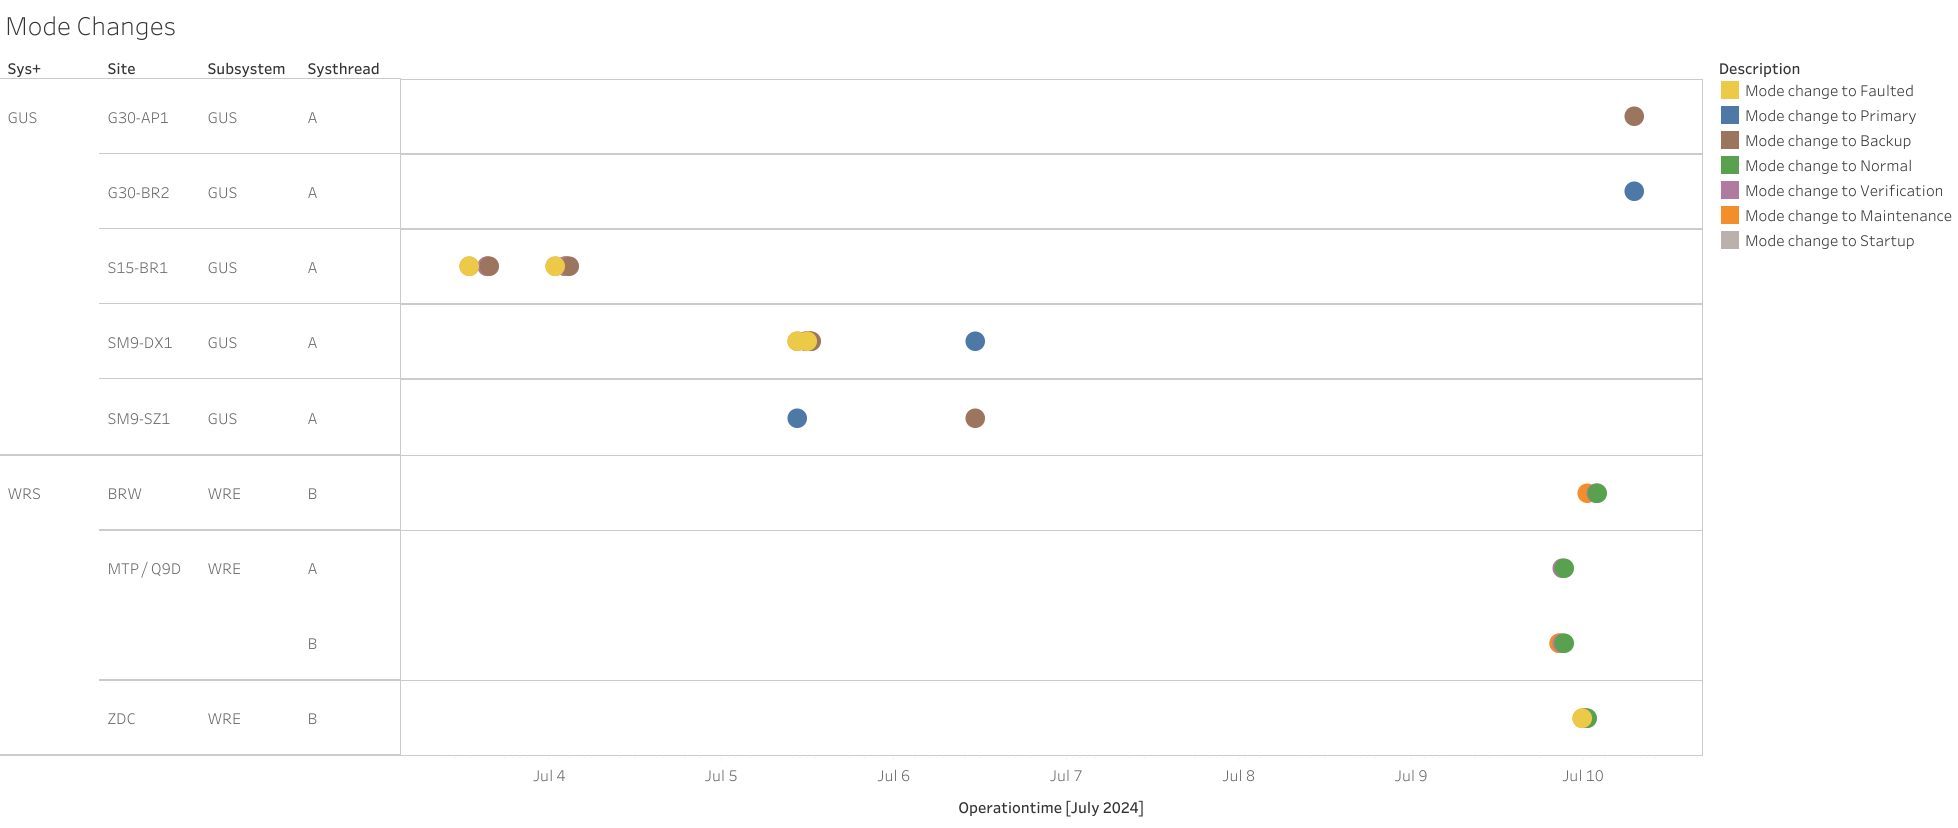 Mode Changes
Sys+ Site Subsystem Systhread
Description
Mode change to Faulted
Mode change to Primary
Mode change to Backup
Mode change to Normal
Mode change to Verification
Mode change to Maintenance
Mode change to Startup
GUS G30-AP1 GUS A
G30-BR2 GUS A
S15-BR1 GUS A
SM9-DX1 GUS A
SM9-SZ1 GUS A
WRS BRW WRE B
MTP / Q9D WRE A
B
ZDC WRE B
Jul 4 Jul 5 Jul 6 Jul 7 Jul 8 Jul 9 Jul 10
Operationtime [July 2024]